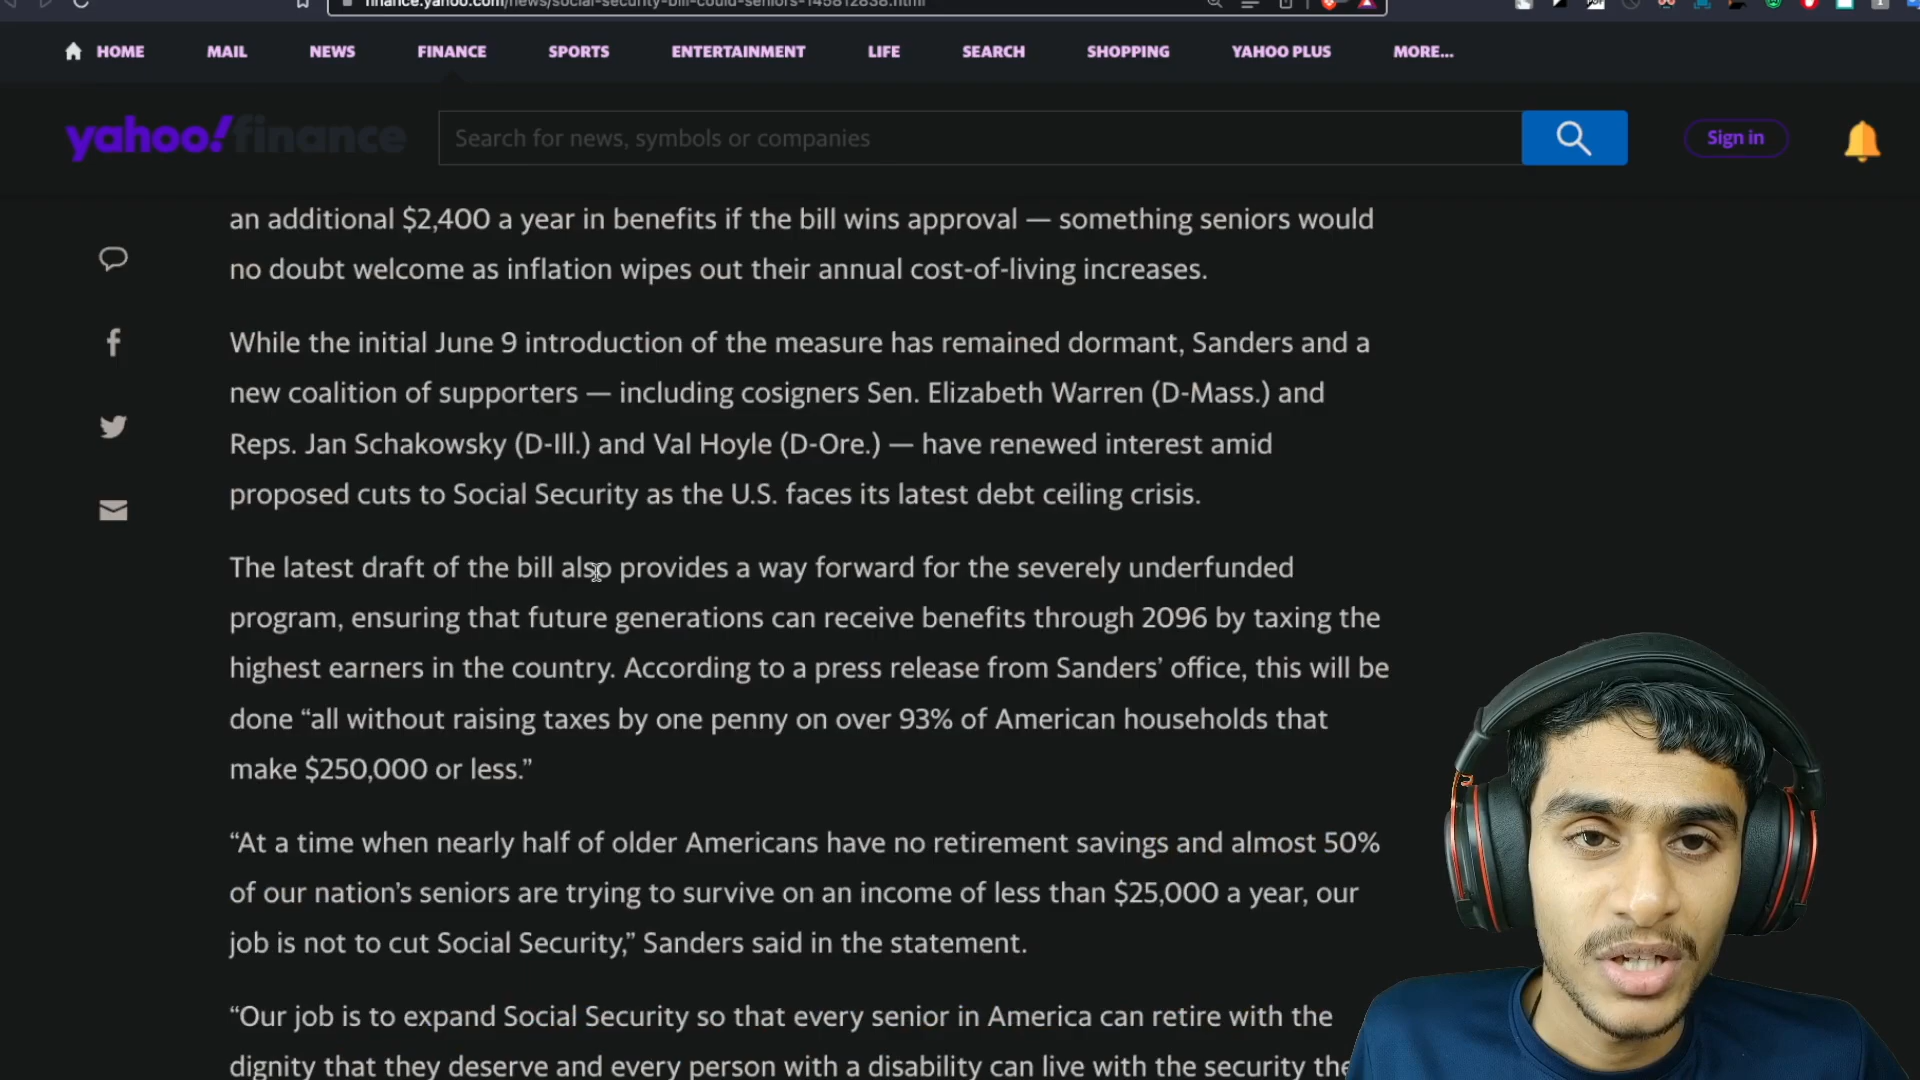 finance.yahoo.com/news/social-security-bill-could-seniors-145812838.html
HOME MAIL NEWS FINANCE SPORTS ENTERTAINMENT LIFE SEARCH SHOPPING YAHOO PLUS MORE...
yahoo!finance Search for news, symbols or companies Sign in
an additional $2,400 a year in benefits if the bill wins approval — something seniors would
no doubt welcome as inflation wipes out their annual cost-of-living increases.
While the initial June 9 introduction of the measure has remained dormant, Sanders and a
new coalition of supporters — including cosigners Sen. Elizabeth Warren (D-Mass.) and
Reps. Jan Schakowsky (D-Ill.) and Val Hoyle (D-Ore.) — have renewed interest amid
proposed cuts to Social Security as the U.S. faces its latest debt ceiling crisis.
The latest draft of the bill also provides a way forward for the severely underfunded
program, ensuring that future generations can receive benefits through 2096 by taxing the
highest earners in the country. According to a press release from Sanders’ office, this will be
done “all without raising taxes by one penny on over 93% of American households that
make $250,000 or less.”
“At a time when nearly half of older Americans have no retirement savings and almost 50%
of our nation’s seniors are trying to survive on an income of less than $25,000 a year, our
job is not to cut Social Security,” Sanders said in the statement.
“Our job is to expand Social Security so that every senior in America can retire with the
dignity that they deserve and every person with a disability can live with the security